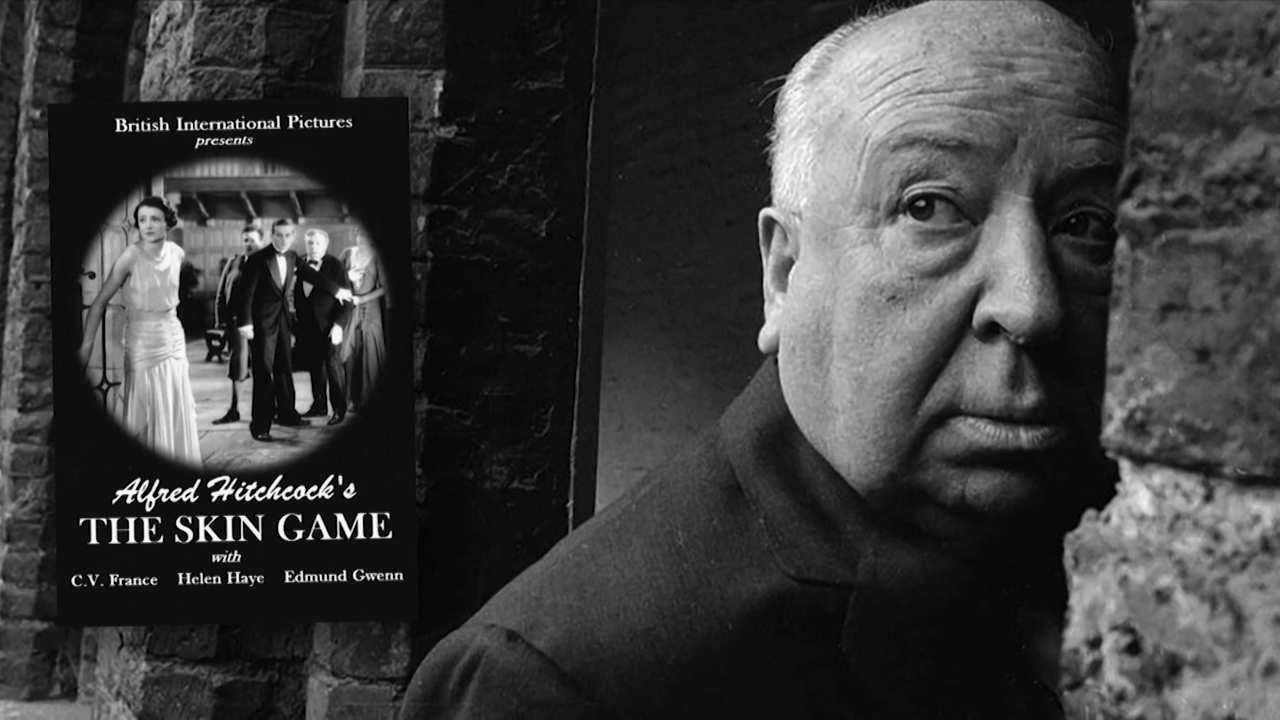 British International Pictures
presents
Alfred Hitchcock's
THE SKIN GAME
with
C.V. France Helen Haye Edmund Gwenn